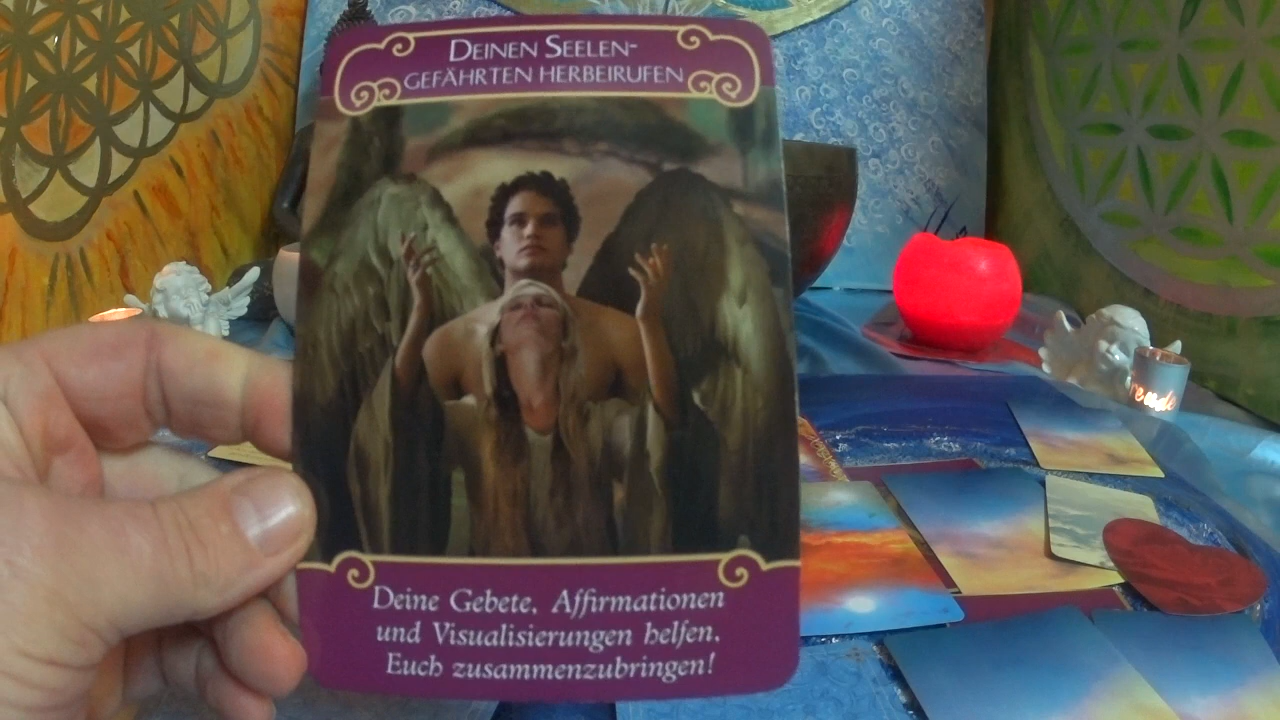 Deinen Seelen-
gefährten herbeirufen
Deine Gebete, Affirmationen
und Visualisierungen helfen,
Euch zusammenzubringen!